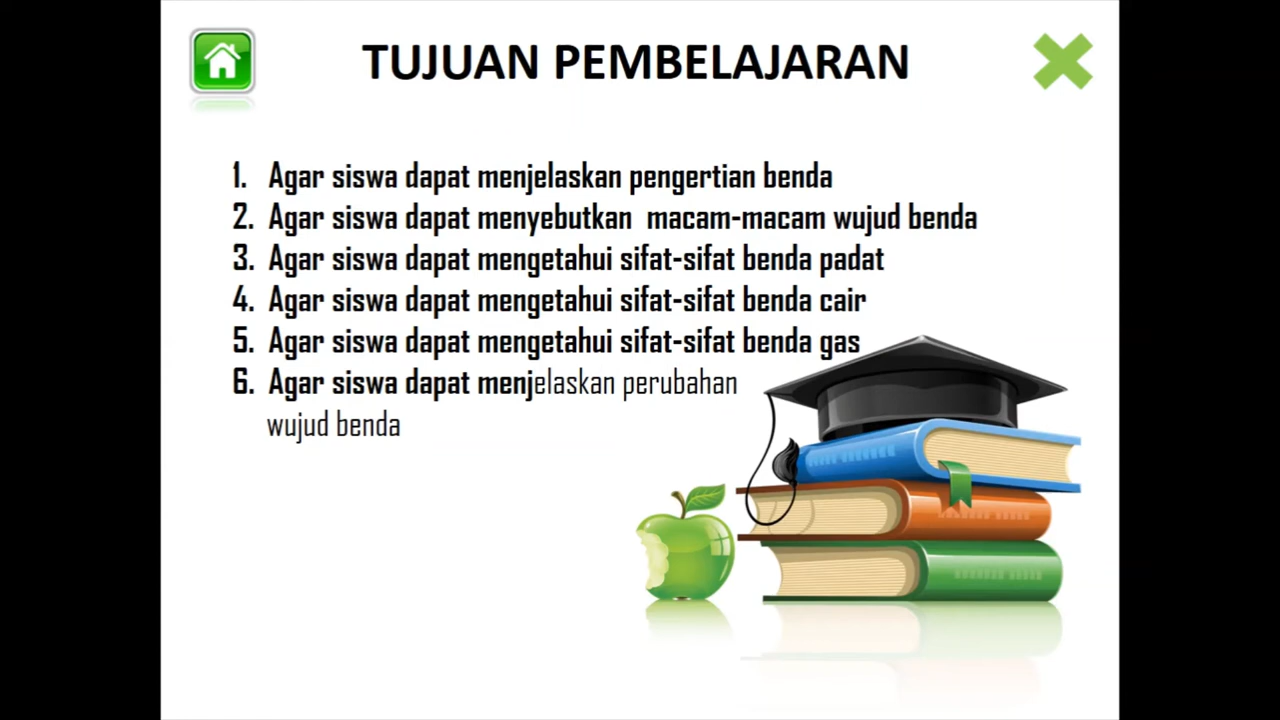 TUJUAN PEMBELAJARAN
1. Agar siswa dapat menjelaskan pengertian benda
2. Agar siswa dapat menyebutkan macam-macam wujud benda
3. Agar siswa dapat mengetahui sifat-sifat benda padat
4. Agar siswa dapat mengetahui sifat-sifat benda cair
5. Agar siswa dapat mengetahui sifat-sifat benda gas
6. Agar siswa dapat menjelaskan perubahan
wujud benda